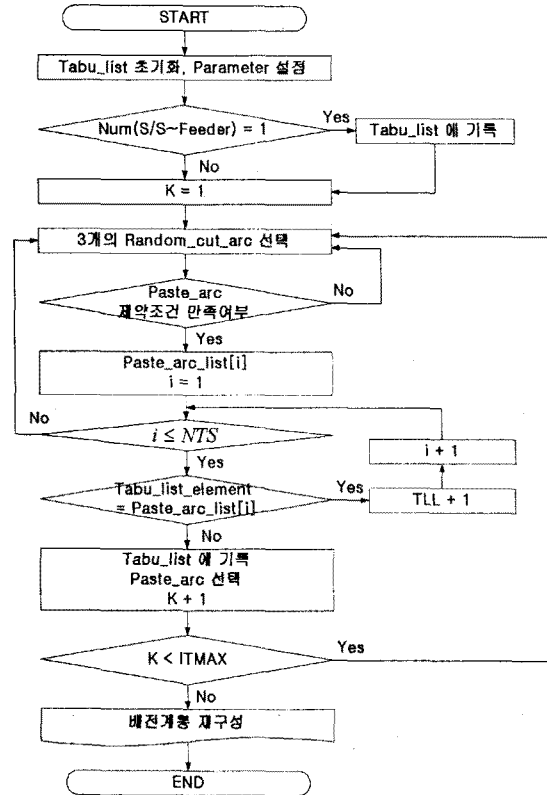 START
Tabu_list 초기화, Parameter 설정
Num(S/S~Feeder) = 1
Yes
Tabu_list 에 기록
No
K = 1
3개의 Random_cut_arc 선택
Paste_arc
제약조건 만족여부
No
Yes
Paste_arc_list[i]
i = 1
No
i ≤ NTS
i + 1
Yes
Tabu_list_element
= Paste_arc_list[i]
Yes
TLL + 1
No
Tabu_list 에 기록
Paste_arc 선택
K + 1
K < ITMAX
Yes
No
배전계통 재구성
END